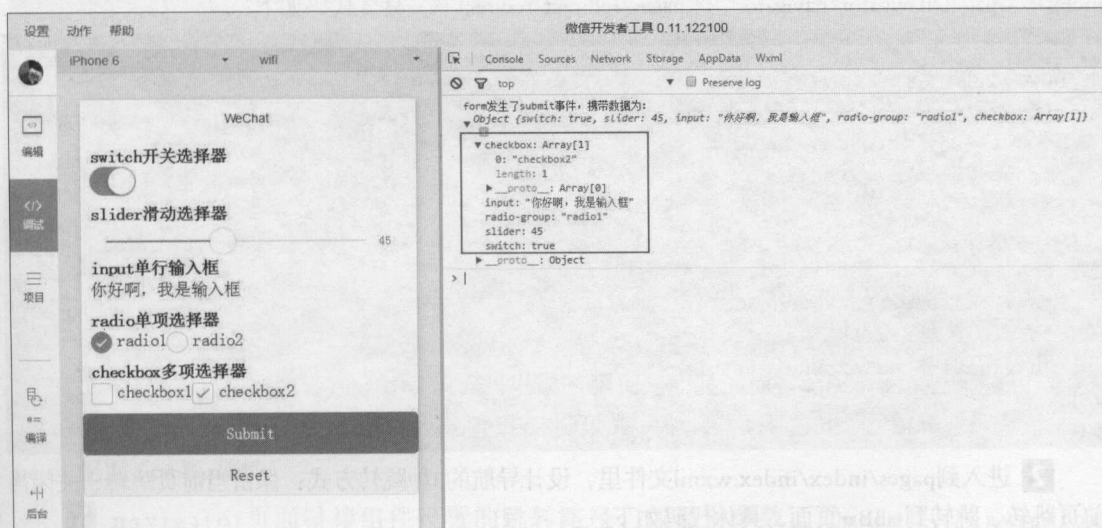 设置 动作 帮助 微信开发者工具 0.11.122100
iPhone 6 wifi
Console Sources Network Storage AppData Wxml
top Preserve log
编辑
调试
项目
编译
后台
WeChat
switch开关选择器
slider滑动选择器
45
input单行输入框
你好啊，我是输入框
radio单项选择器
radio1 radio2
checkbox多项选择器
checkbox1 checkbox2
Submit
Reset
form发生了submit事件，携带数据为:
Object {switch: true, slider: 45, input: "你好啊，我是输入框", radio-group: "radio1", checkbox: Array[1]}
checkbox: Array[1]
0: "checkbox2"
length: 1
__proto__: Array[0]
input: "你好啊，我是输入框"
radio-group: "radio1"
slider: 45
switch: true
__proto__: Object
>